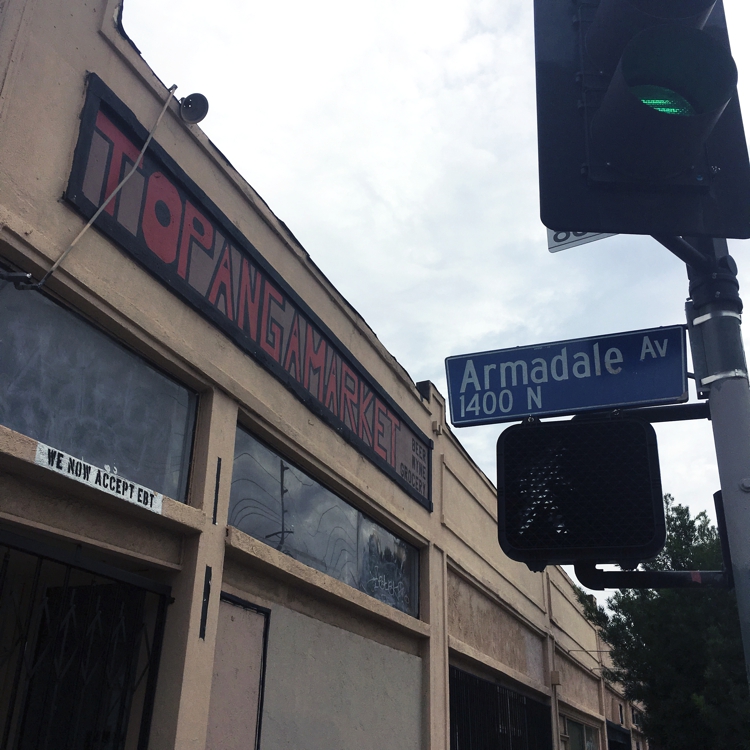 TOPANGA MARKET
BEER
WINE
GROCERY
WE NOW ACCEPT EBT
Armadale Av
1400 N